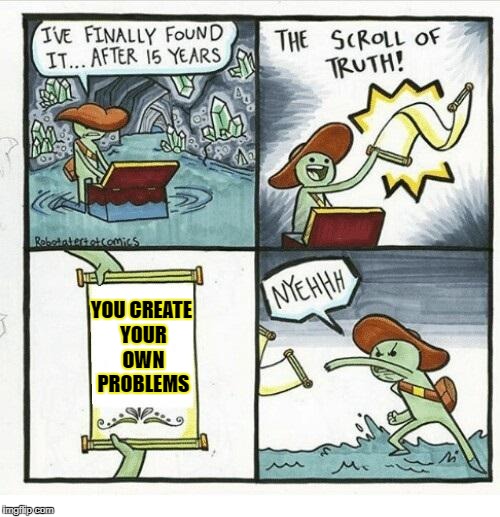 I'VE FINALLY FOUND
IT... AFTER 15 YEARS
THE SCROLL OF
TRUTH!
Robotatertotcomics
YOU CREATE
YOUR
OWN
PROBLEMS
NYEHHH
imgflip.com